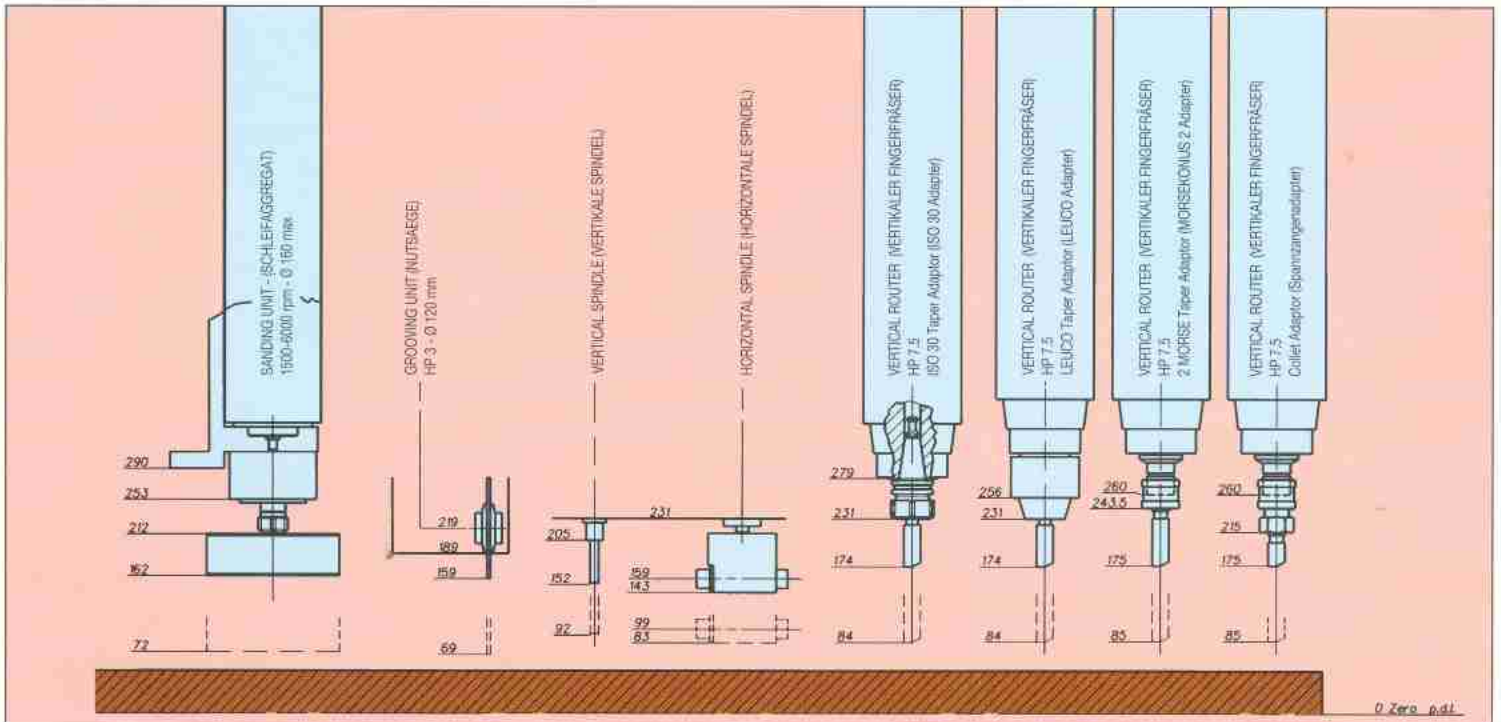 SANDING UNIT - (SCHLEIFAGGREGAT)
1500-6000 rpm - Ø 160 max
290
253
212
162
72
GROOVING UNIT (NUTSAEGE)
HP 3 - Ø 120 mm
219
189
159
69
VERTICAL SPINDLE (VERTIKALE SPINDEL)
205
152
92
HORIZONTAL SPINDLE (HORIZONTALE SPINDEL)
231
159
143
99
83
VERTICAL ROUTER (VERTIKALER FINGERFRÄSER)
HP 7.5
ISO 30 Taper Adaptor (ISO 30 Adapter)
279
231
174
84
VERTICAL ROUTER (VERTIKALER FINGERFRÄSER)
HP 7.5
LEUCO Taper Adaptor (LEUCO Adapter)
256
231
174
84
VERTICAL ROUTER (VERTIKALER FINGERFRÄSER)
HP 7.5
2 MORSE Taper Adaptor (MORSEKONUS 2 Adapter)
260
243.5
175
85
VERTICAL ROUTER (VERTIKALER FINGERFRÄSER)
HP 7.5
Collet Adaptor (Spannzangenadapter)
260
215
175
85
0 Zero p.d.l.